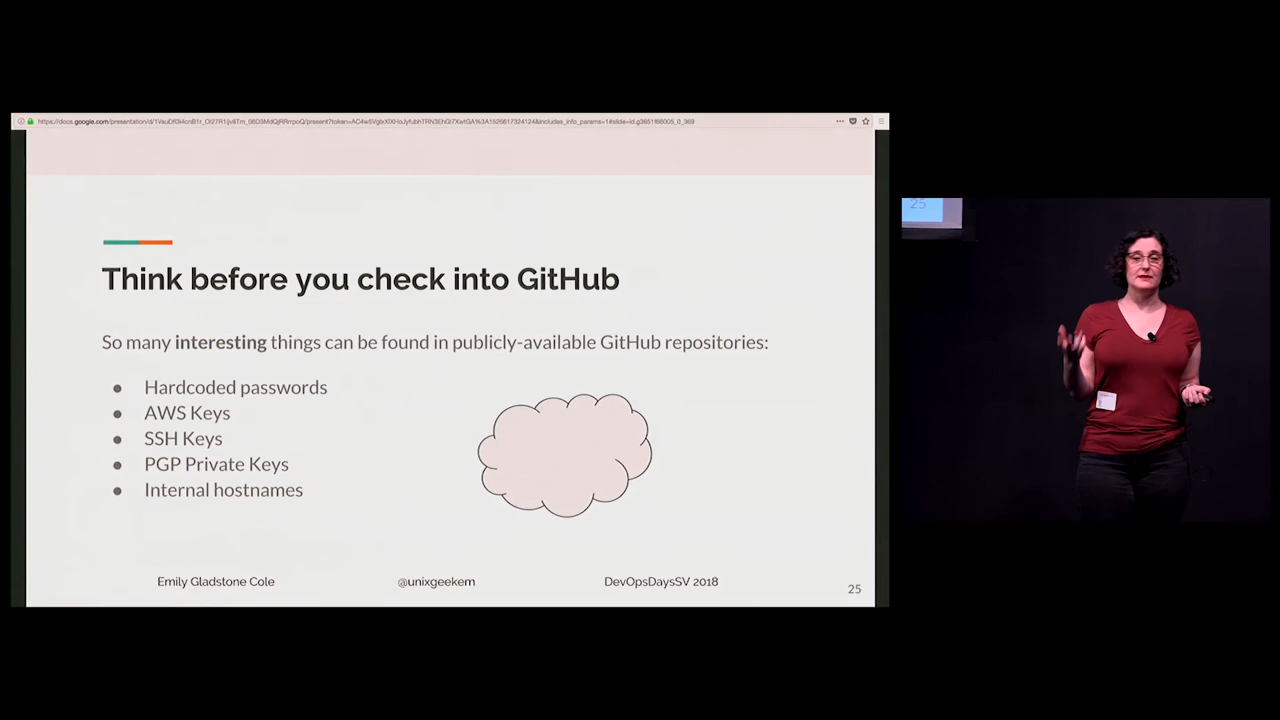 Think before you check into GitHub
So many interesting things can be found in publicly-available GitHub repositories:
● Hardcoded passwords
● AWS Keys
● SSH Keys
● PGP Private Keys
● Internal hostnames
Emily Gladstone Cole
@unixgeekem
DevOpsDaysSV 2018
25
25